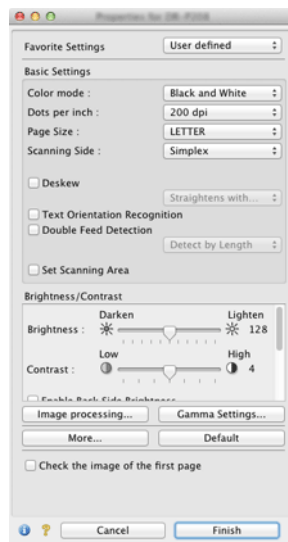 Favorite Settings User defined
Basic Settings
Color mode : Black and White
Dots per inch : 200 dpi
Page Size : LETTER
Scanning Side : Simplex
Deskew
Straightens with...
Text Orientation Recognition
Double Feed Detection
Detect by Length
Set Scanning Area
Brightness/Contrast
Darken Lighten
Brightness : 128
Low High
Contrast : 4
Image processing... Gamma Settings...
More... Default
Check the image of the first page
Cancel Finish